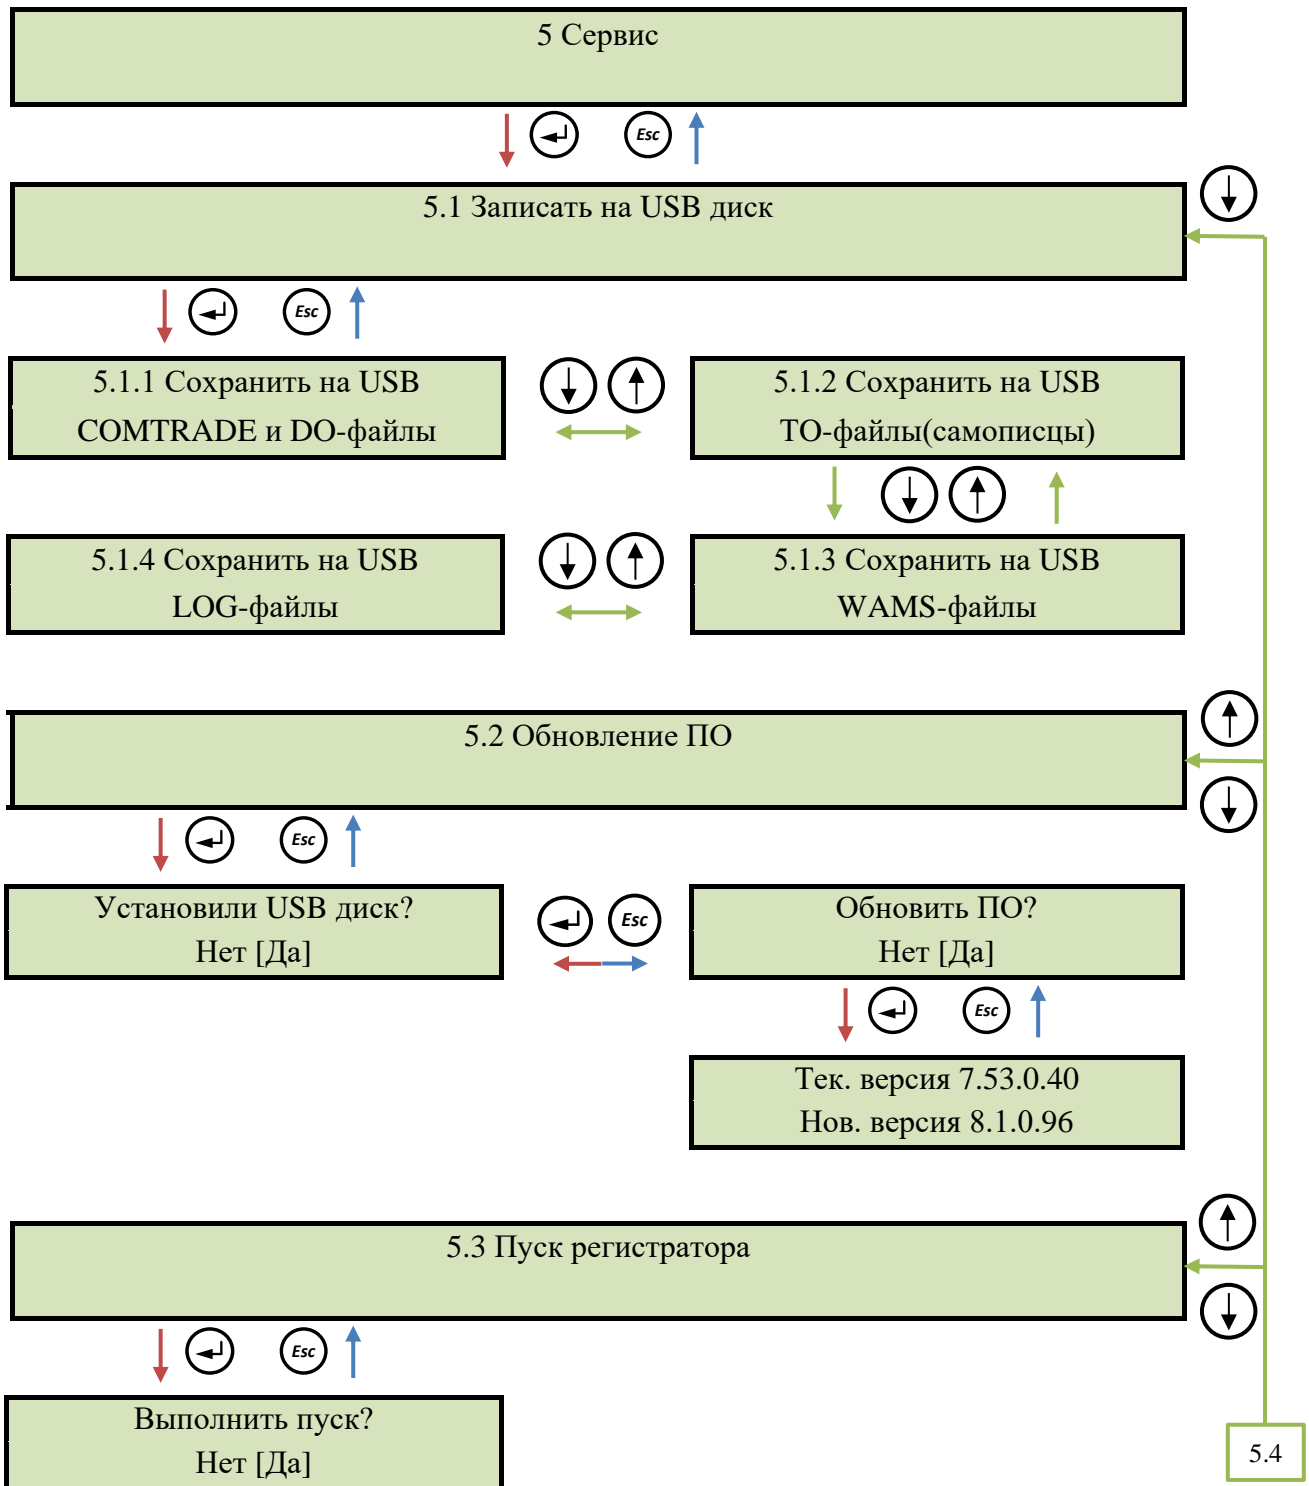 5 Сервис
Esc
5.1 Записать на USB диск
Esc
5.1.1 Сохранить на USB
COMTRADE и DO-файлы
5.1.2 Сохранить на USB
TO-файлы(самописцы)
5.1.4 Сохранить на USB
LOG-файлы
5.1.3 Сохранить на USB
WAMS-файлы
5.2 Обновление ПО
Esc
Установили USB диск?
Нет [Да]
Esc
Обновить ПО?
Нет [Да]
Esc
Тек. версия 7.53.0.40
Нов. версия 8.1.0.96
5.3 Пуск регистратора
Esc
Выполнить пуск?
Нет [Да]
5.4